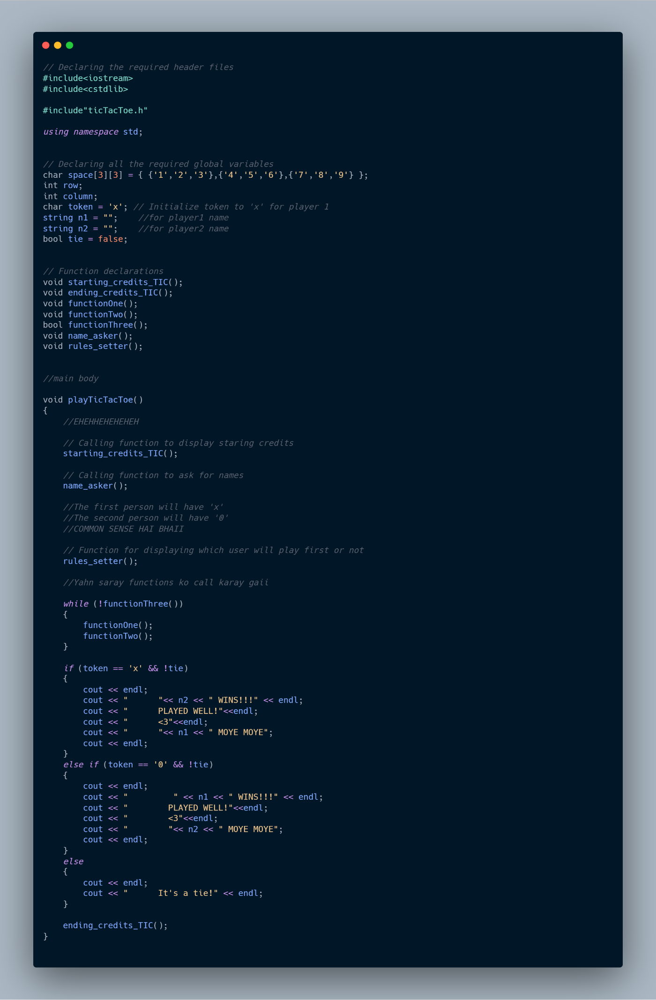 // Declaring the required header files
#include<iostream>
#include<cstdlib>

#include"ticTacToe.h"

using namespace std;


// Declaring all the required global variables
char space[3][3] = { {'1','2','3'},{'4','5','6'},{'7','8','9'} };
int row;
int column;
char token = 'x'; // Initialize token to 'x' for player 1
string n1 = "";    //for player1 name
string n2 = "";    //for player2 name
bool tie = false;


// Function declarations
void starting_credits_TIC();
void ending_credits_TIC();
void functionOne();
void functionTwo();
bool functionThree();
void name_asker();
void rules_setter();


//main body

void playTicTacToe()
{
    //EHEHHEHEHEHEH

    // Calling function to display staring credits
    starting_credits_TIC();

    // Calling function to ask for names
    name_asker();

    //The first person will have 'x'
    //The second person will have '0'
    //COMMON SENSE HAI BHAII

    // Function for displaying which user will play first or not
    rules_setter();

    //Yahn saray functions ko call karay gaii

    while (!functionThree())
    {
        functionOne();
        functionTwo();
    }

    if (token == 'x' && !tie)
    {
        cout << endl;
        cout << "      "<< n2 << " WINS!!!" << endl;
        cout << "      PLAYED WELL!"<<endl;
        cout << "      <3"<<endl;
        cout << "      "<< n1 << " MOYE MOYE";
        cout << endl;
    }
    else if (token == '0' && !tie)
    {
        cout << endl;
        cout << "         " << n1 << " WINS!!!" << endl;
        cout << "        PLAYED WELL!"<<endl;
        cout << "        <3"<<endl;
        cout << "        "<< n2 << " MOYE MOYE";
        cout << endl;
    }
    else
    {
        cout << endl;
        cout << "      It's a tie!" << endl;
    }

    ending_credits_TIC();
}